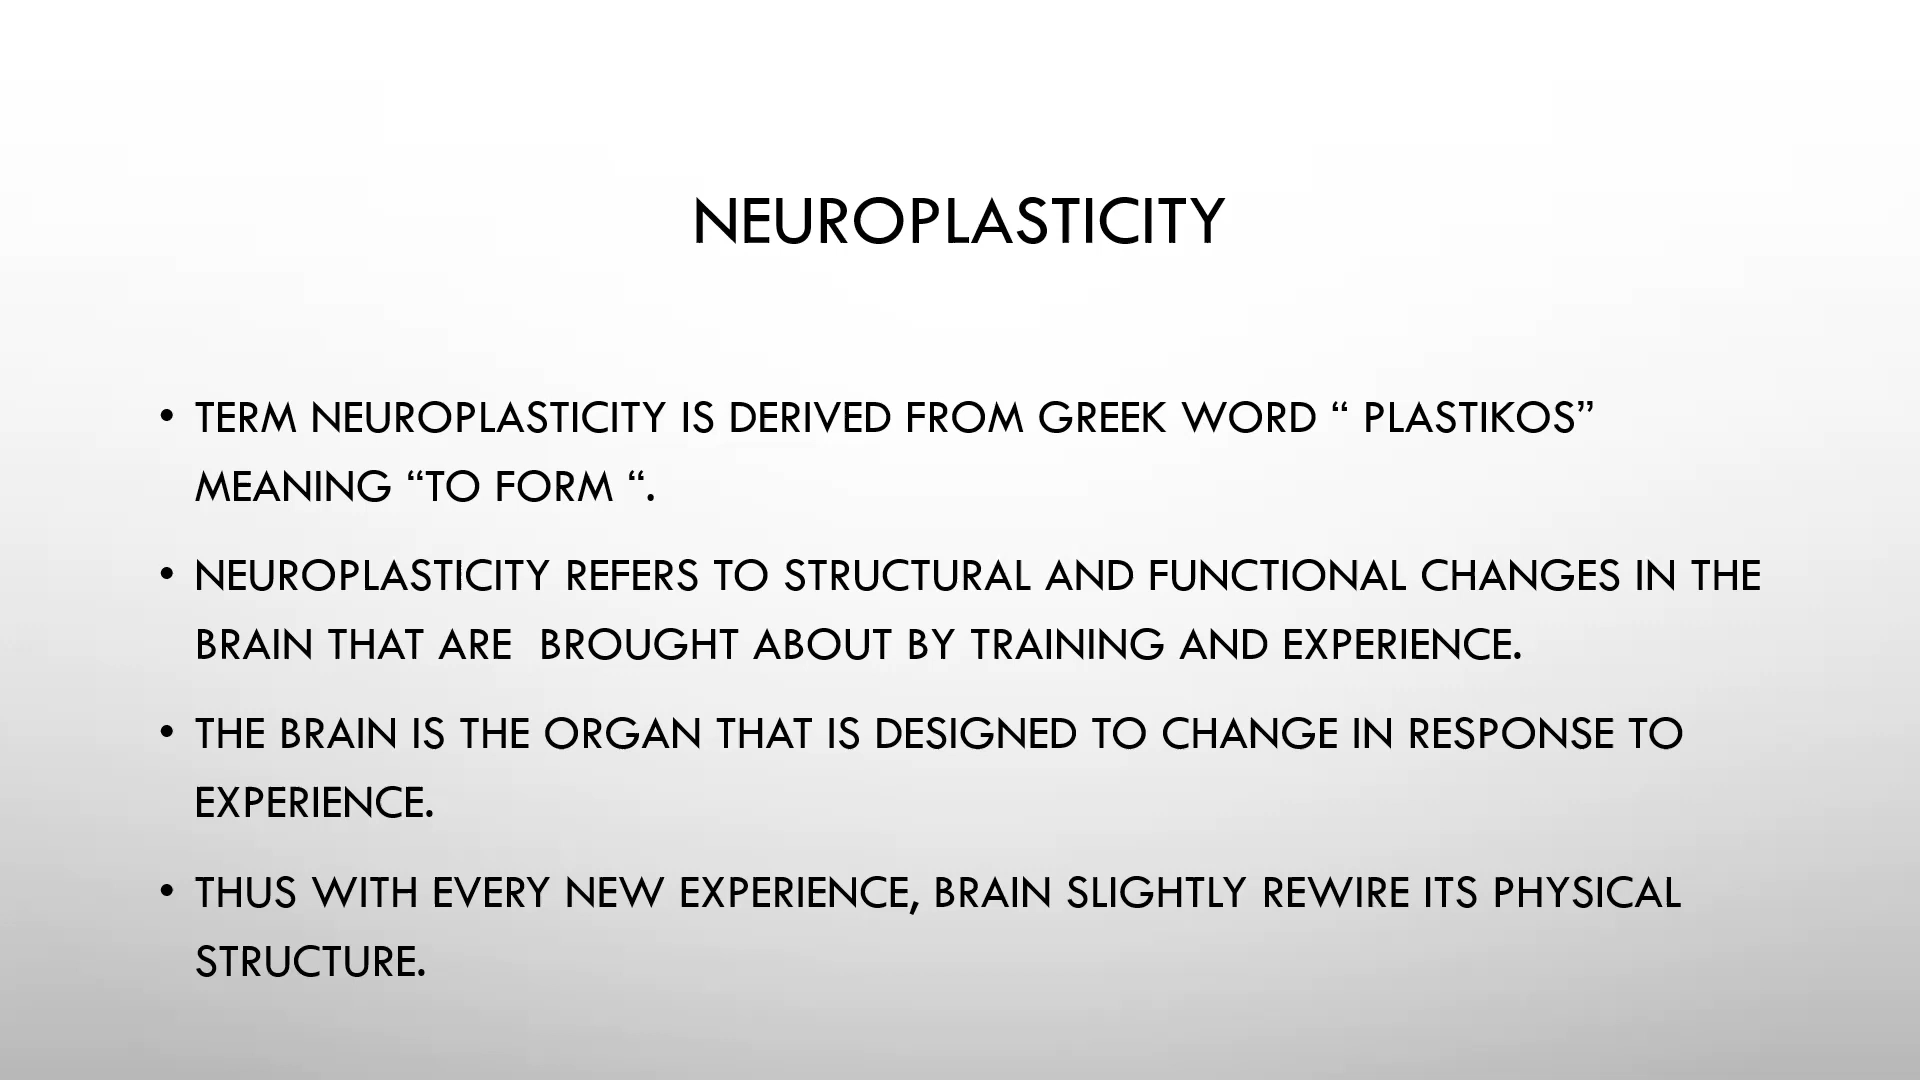 NEUROPLASTICITY
• TERM NEUROPLASTICITY IS DERIVED FROM GREEK WORD “ PLASTIKOS”
MEANING “TO FORM “.
• NEUROPLASTICITY REFERS TO STRUCTURAL AND FUNCTIONAL CHANGES IN THE
BRAIN THAT ARE  BROUGHT ABOUT BY TRAINING AND EXPERIENCE.
• THE BRAIN IS THE ORGAN THAT IS DESIGNED TO CHANGE IN RESPONSE TO
EXPERIENCE.
• THUS WITH EVERY NEW EXPERIENCE, BRAIN SLIGHTLY REWIRE ITS PHYSICAL
STRUCTURE.